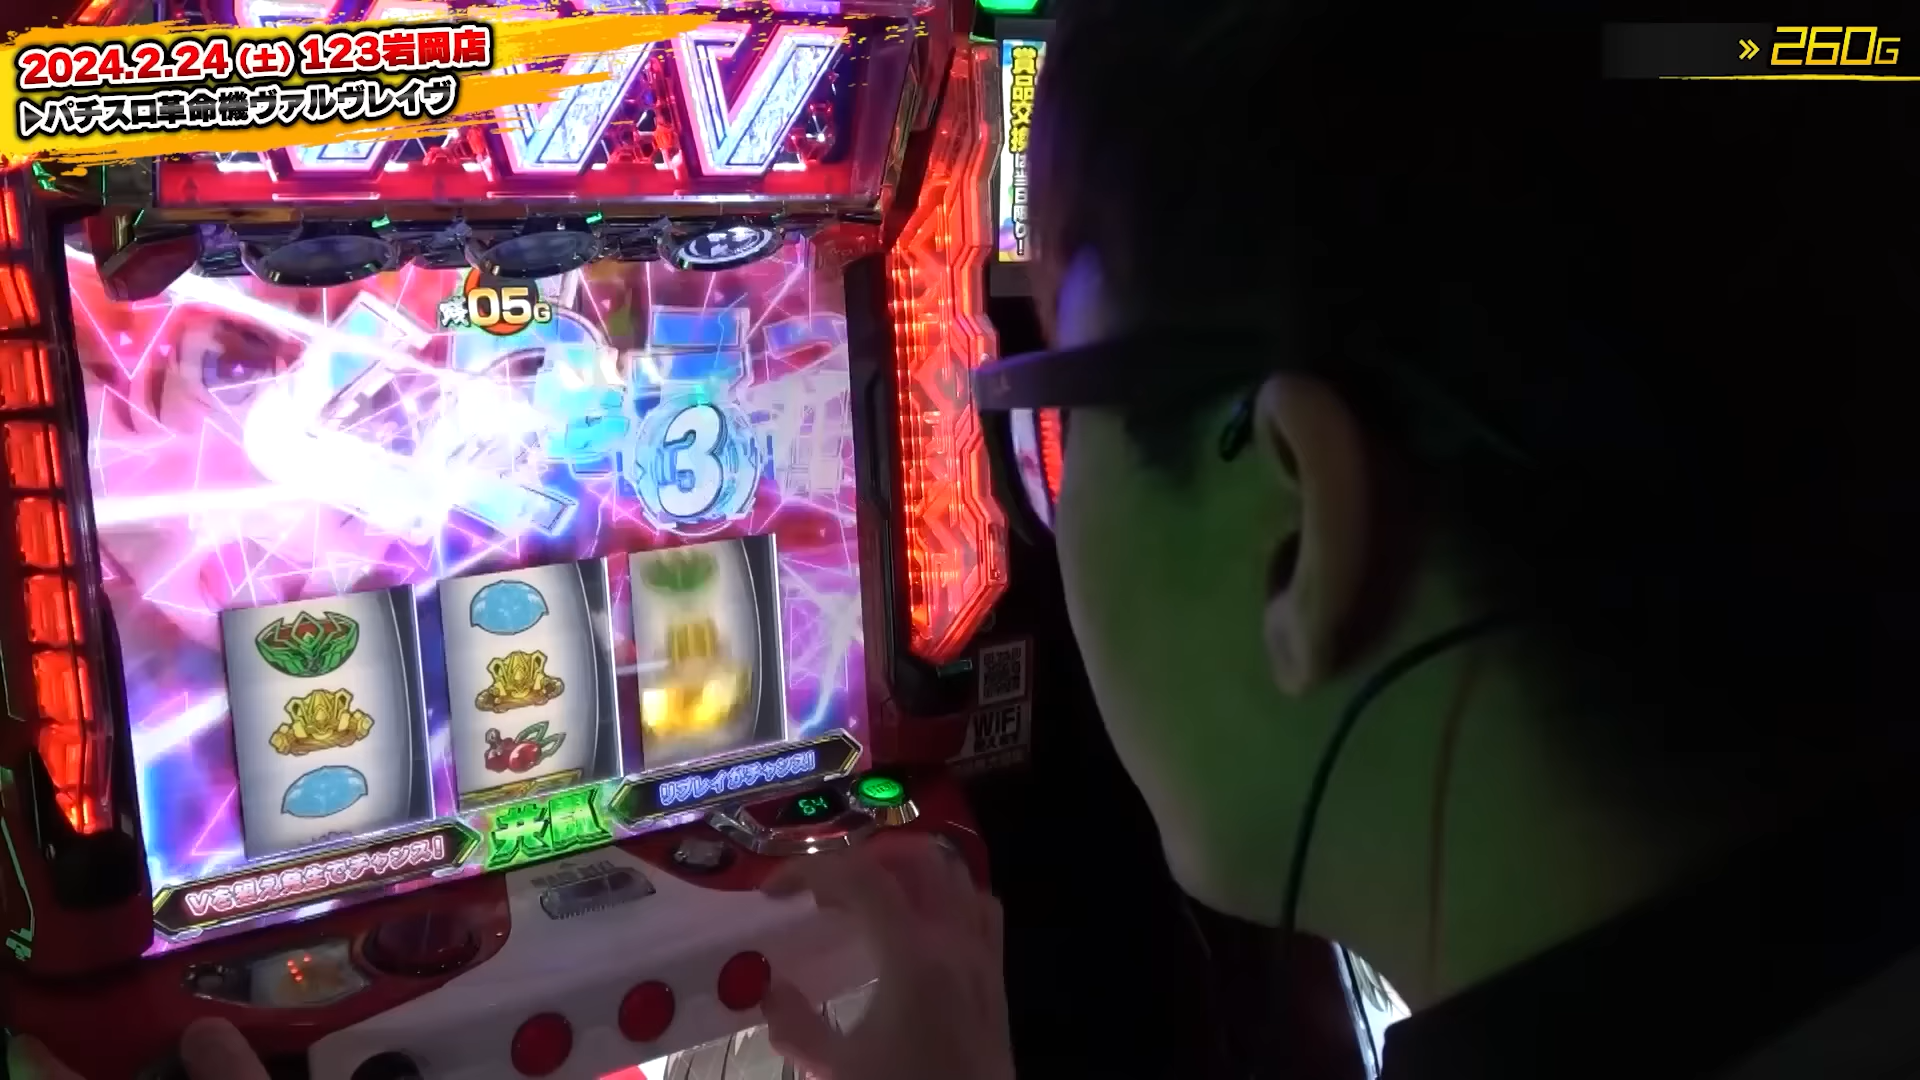 2024.2.24(土)123岩岡店
▷パチスロ革命機ヴァルヴレイヴ
» 260G
VVV
賞品交換は当日限り!
残05G
3
64
Vを狙え発生でチャンス!
共闘
リプレイがチャンス!
WiFi